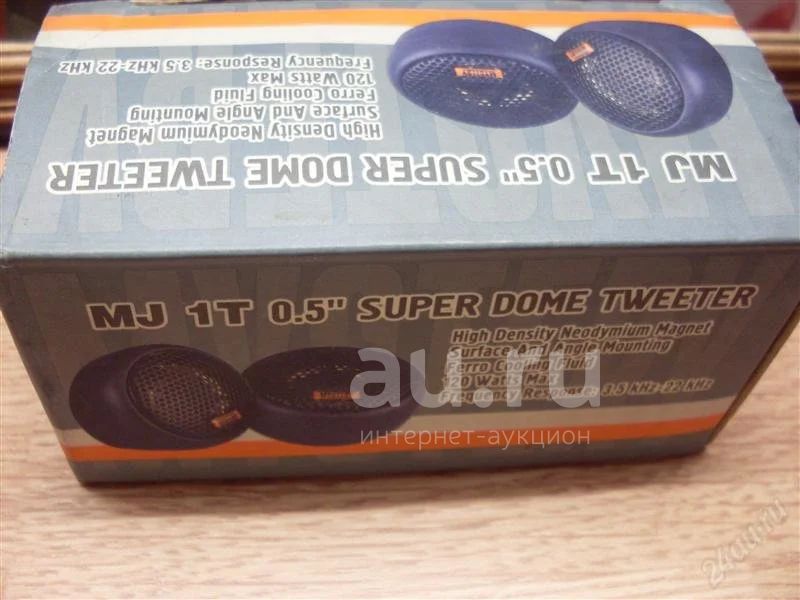 MJ 1T 0.5" SUPER DOME TWEETER
High Density Neodymium Magnet
Surface And Angle Mounting
Ferro Cooling Fluid
120 Watts Max
Frequency Response: 3.5 kHz-22 kHz
MJ 1T 0.5" SUPER DOME TWEETER
High Density Neodymium Magnet
Surface And Angle Mounting
Ferro Cooling Fluid
120 Watts Max
Frequency Response: 3.5 KHz-22 KHz
au.ru
интернет-аукцион
24au.ru